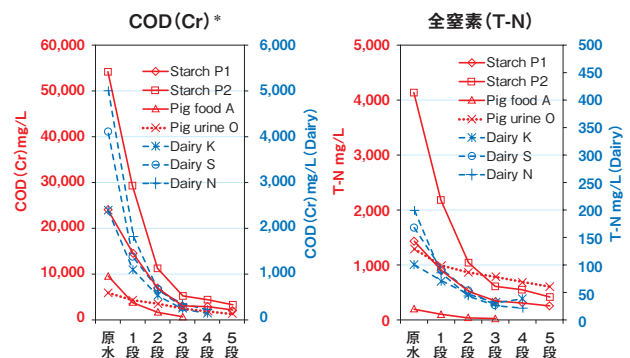 COD(Cr)*
60,000
50,000
40,000
30,000
20,000
10,000
0
COD(Cr)mg/L
6,000
5,000
4,000
3,000
2,000
1,000
0
COD(Cr)mg/L(Dairy)
Starch P1
Starch P2
Pig food A
Pig urine O
Dairy K
Dairy S
Dairy N
原水 1段 2段 3段 4段 5段
全窒素(T-N)
5,000
4,000
3,000
2,000
1,000
0
T-N mg/L
500
450
400
350
300
250
200
150
100
50
0
T-N mg/L(Dairy)
Starch P1
Starch P2
Pig food A
Pig urine O
Dairy K
Dairy S
Dairy N
原水 1段 2段 3段 4段 5段